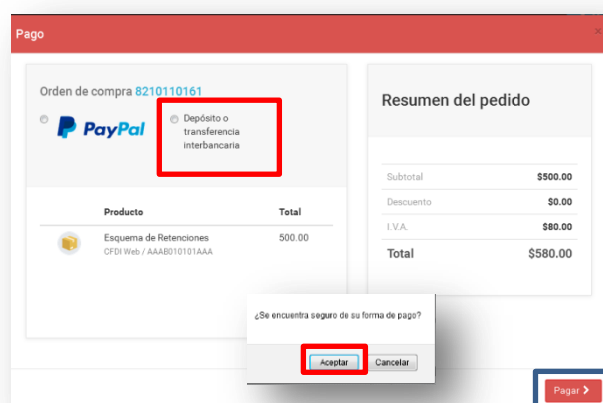 Pago
×
Orden de compra 8210110161
PayPal
Depósito o
transferencia
interbancaria
Producto Total
Esquema de Retenciones 500.00
CFDI Web / AAAB010101AAA
Resumen del pedido
Subtotal $500.00
Descuento $0.00
I.V.A. $80.00
Total $580.00
¿Se encuentra seguro de su forma de pago?
Aceptar Cancelar
Pagar